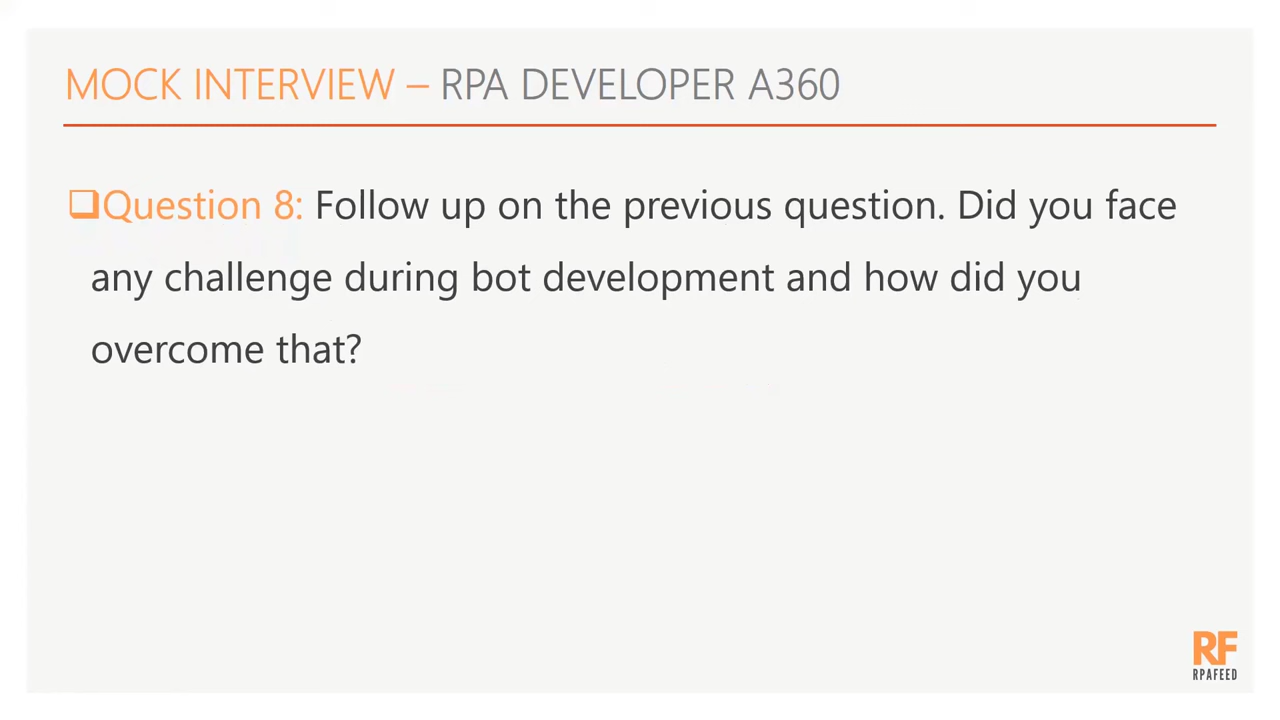 MOCK INTERVIEW – RPA DEVELOPER A360
❑Question 8: Follow up on the previous question. Did you face
any challenge during bot development and how did you
overcome that?
RF
RPAFEED